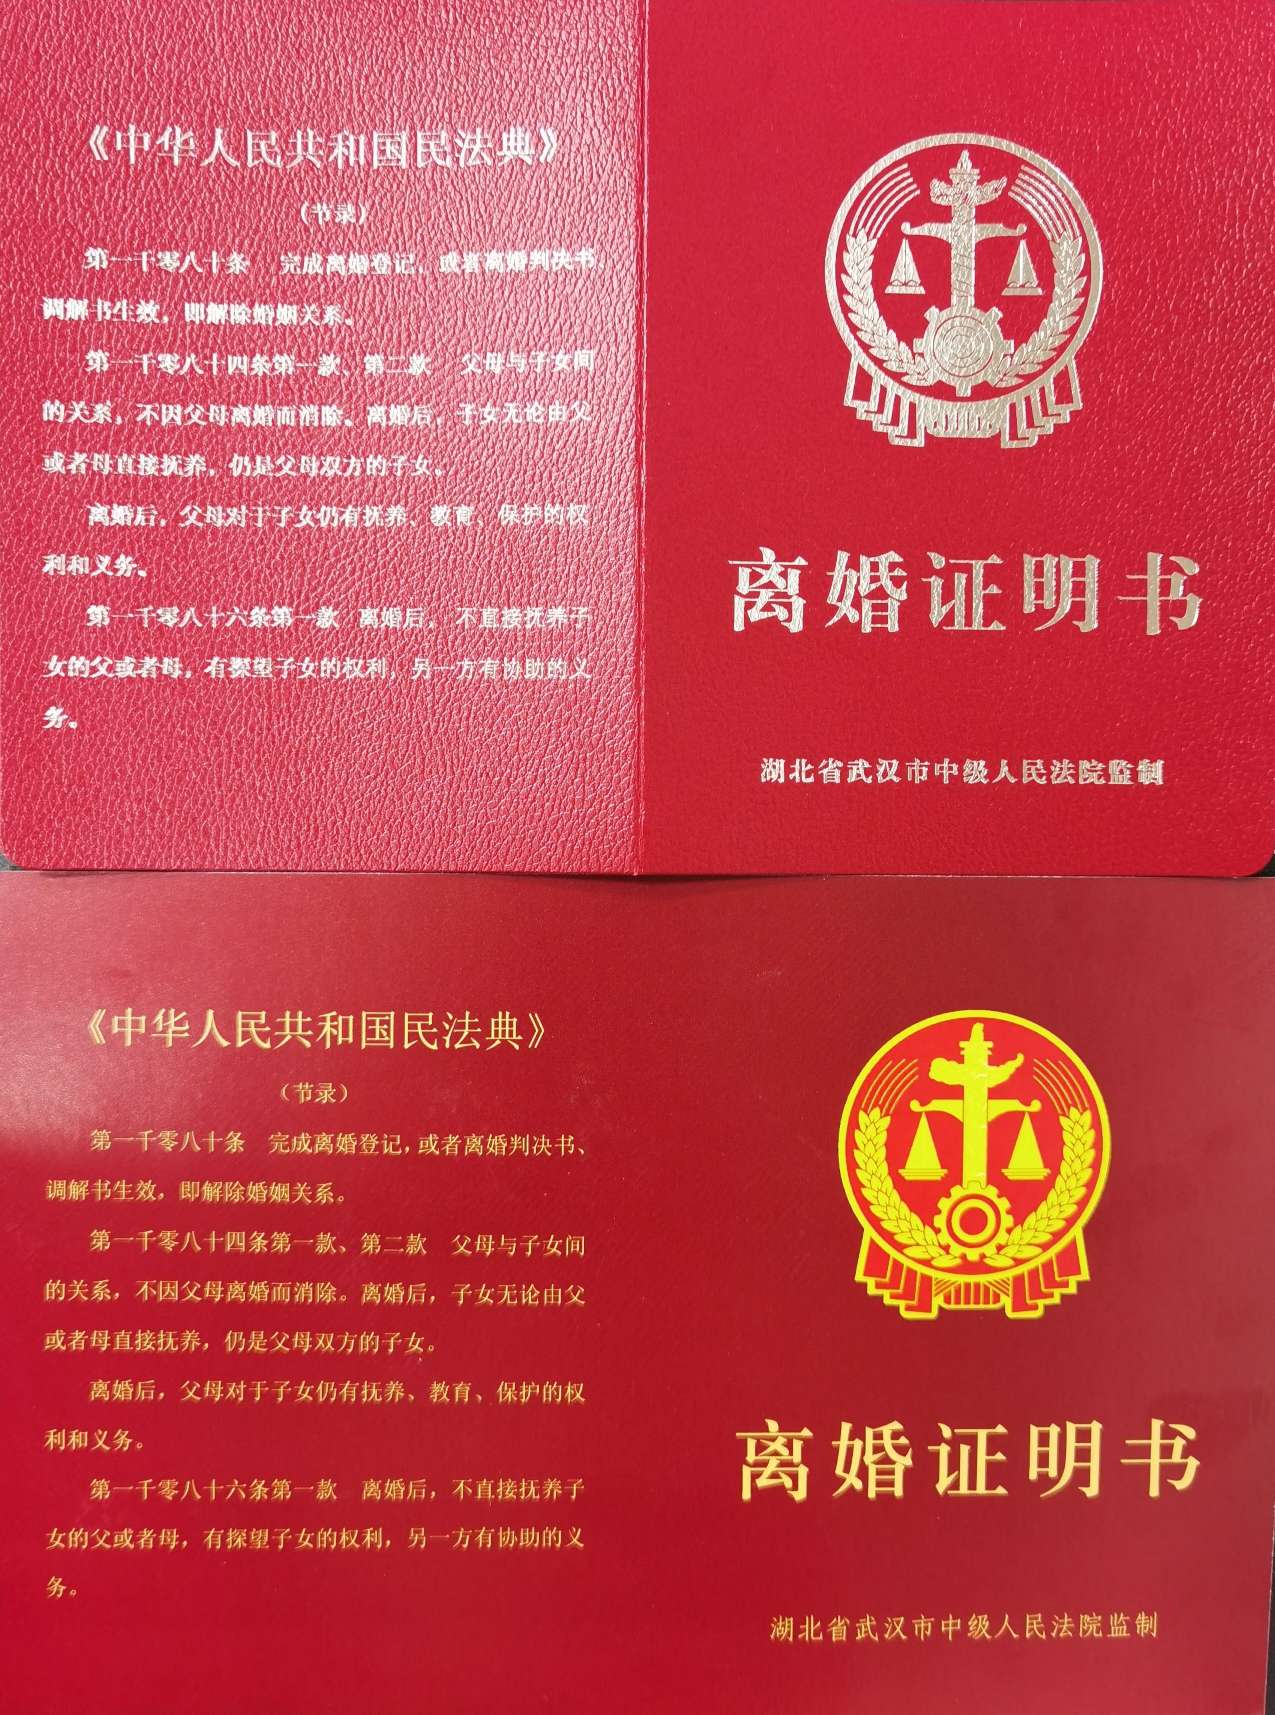 《中华人民共和国民法典》
（节录）
第一千零八十条 完成离婚登记，或者离婚判决书
调解书生效，即解除婚姻关系。
第一千零八十四条第一款、第二款 父母与子女间
的关系，不因父母离婚而消除。离婚后，子女无论由父
或者母直接抚养，仍是父母双方的子女。
离婚后，父母对于子女仍有抚养、教育、保护的权
利和义务。
第一千零八十六条第一款 离婚后，不直接抚养子
女的父或者母，有探望子女的权利，另一方有协助的义
务。
离婚证明书
湖北省武汉市中级人民法院监制
《中华人民共和国民法典》
（节录）
第一千零八十条 完成离婚登记，或者离婚判决书、
调解书生效，即解除婚姻关系。
第一千零八十四条第一款、第二款 父母与子女间
的关系，不因父母离婚而消除。离婚后，子女无论由父
或者母直接抚养，仍是父母双方的子女。
离婚后，父母对于子女仍有抚养、教育、保护的权
利和义务。
第一千零八十六条第一款 离婚后，不直接抚养子
女的父或者母，有探望子女的权利，另一方有协助的义
务。
离婚证明书
湖北省武汉市中级人民法院监制